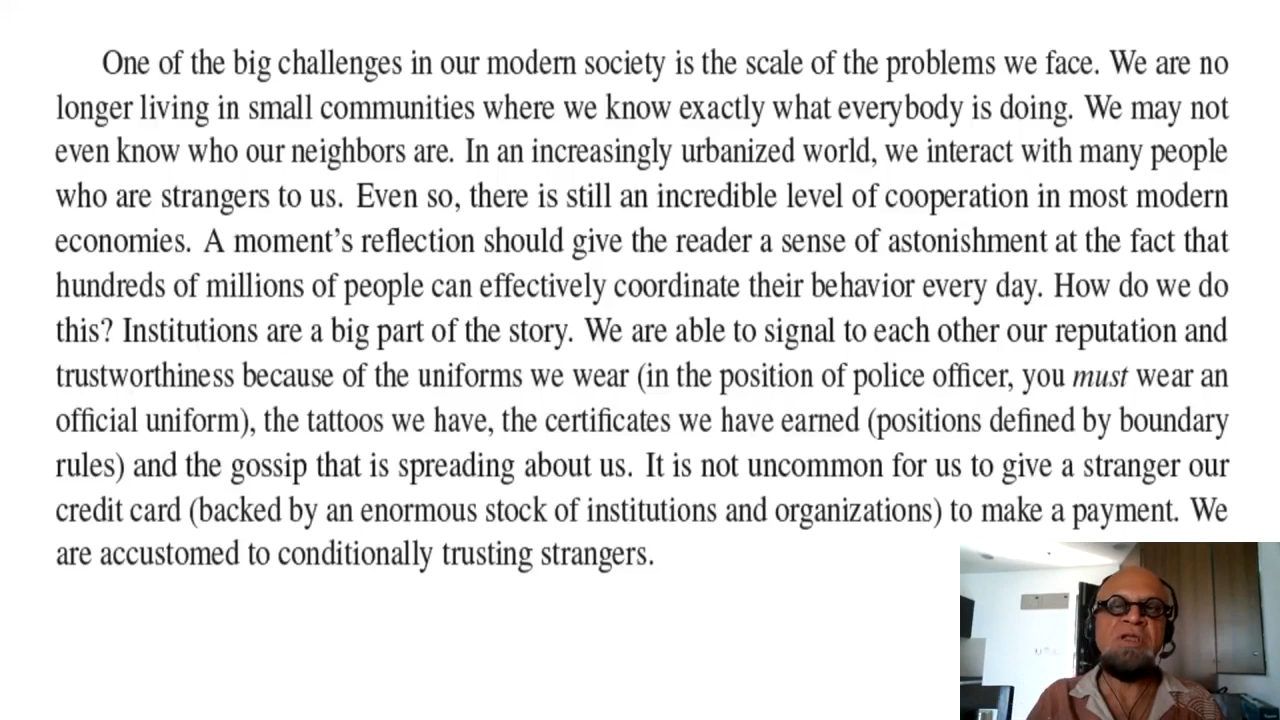 One of the big challenges in our modern society is the scale of the problems we face. We are no
longer living in small communities where we know exactly what everybody is doing. We may not
even know who our neighbors are. In an increasingly urbanized world, we interact with many people
who are strangers to us. Even so, there is still an incredible level of cooperation in most modern
economies. A moment's reflection should give the reader a sense of astonishment at the fact that
hundreds of millions of people can effectively coordinate their behavior every day. How do we do
this? Institutions are a big part of the story. We are able to signal to each other our reputation and
trustworthiness because of the uniforms we wear (in the position of police officer, you must wear an
official uniform), the tattoos we have, the certificates we have earned (positions defined by boundary
rules) and the gossip that is spreading about us. It is not uncommon for us to give a stranger our
credit card (backed by an enormous stock of institutions and organizations) to make a payment. We
are accustomed to conditionally trusting strangers.